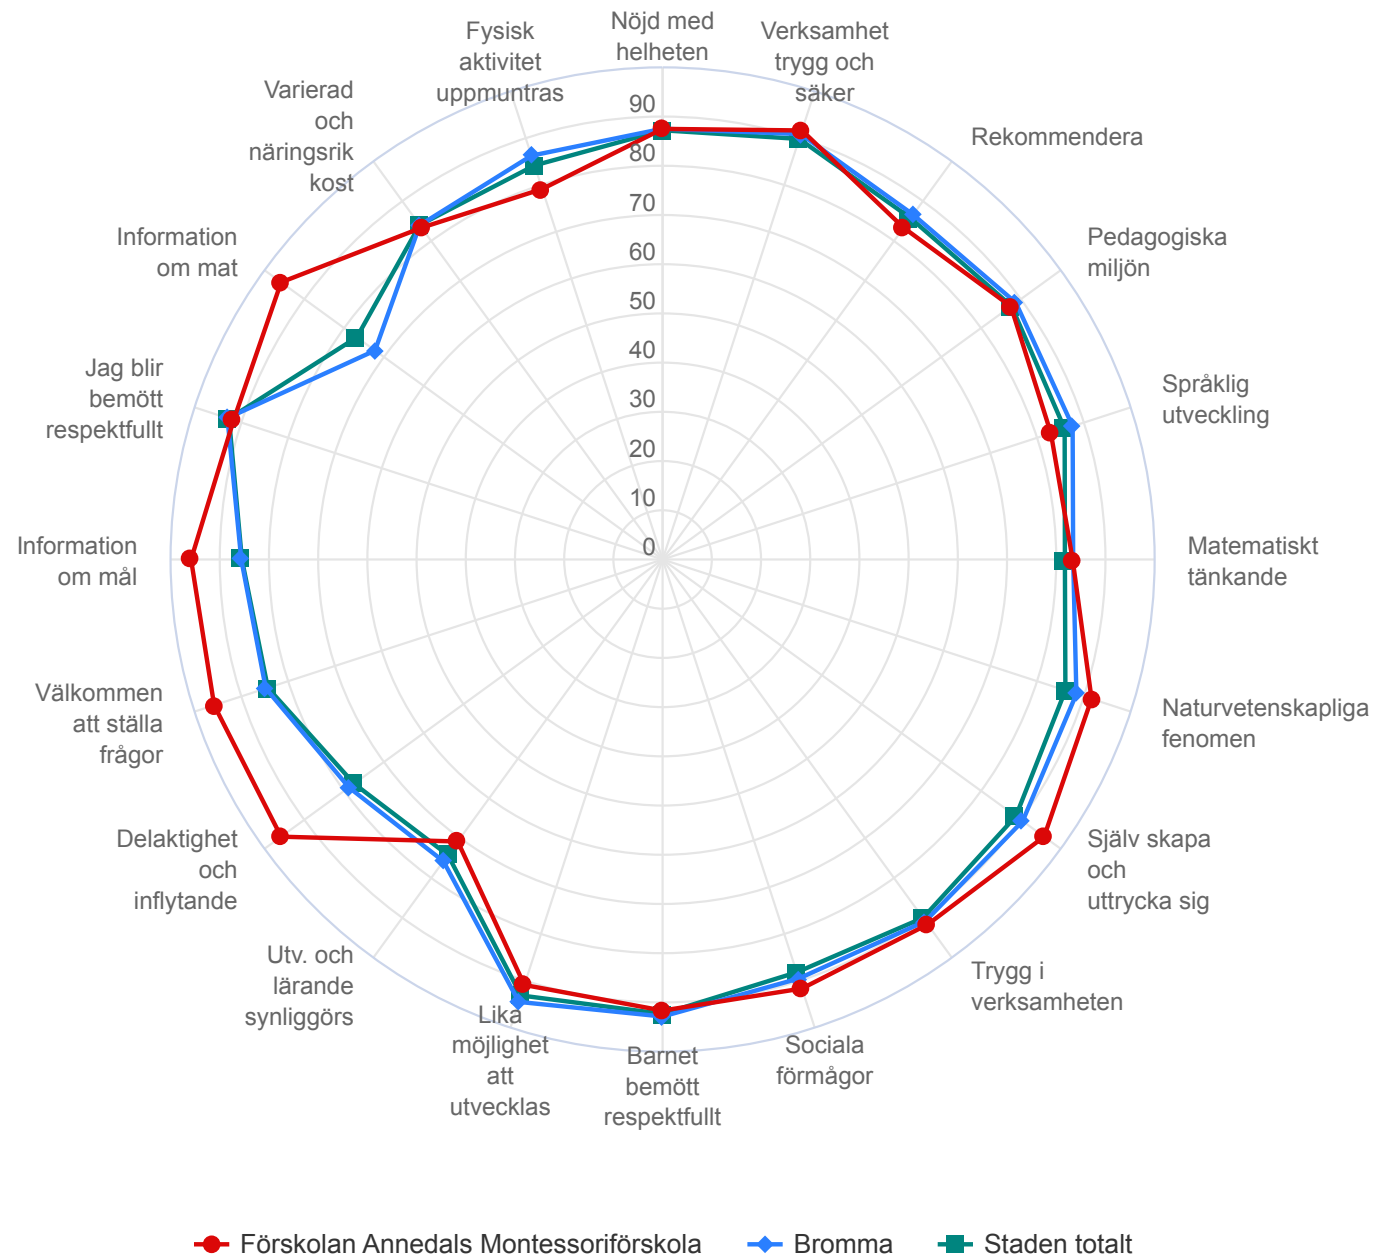 Nöjd med
helheten
Verksamhet
trygg och
säker
Rekommendera
Pedagogiska
miljön
Språklig
utveckling
Matematiskt
tänkande
Naturvetenskapliga
fenomen
Själv skapa
och
uttrycka sig
Trygg i
verksamheten
Sociala
förmågor
Barnet
bemött
respektfullt
Lika
möjlighet
att
utvecklas
Utv. och
lärande
synliggörs
Delaktighet
och
inflytande
Välkommen
att ställa
frågor
Information
om mål
Jag blir
bemött
respektfullt
Information
om mat
Varierad
och
näringsrik
kost
Fysisk
aktivitet
uppmuntras
90
80
70
60
50
40
30
20
10
0
Förskolan Annedals Montessoriförskola
Bromma
Staden totalt